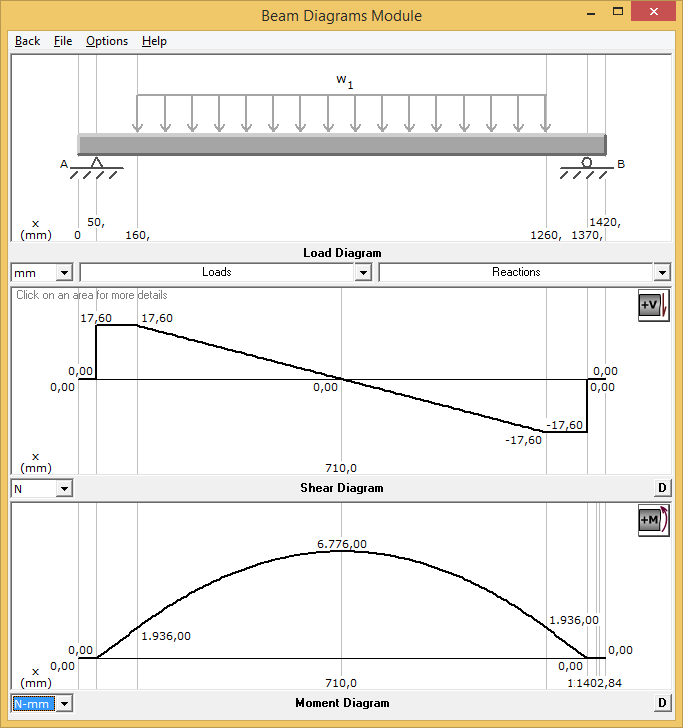 Beam Diagrams Module
Back File Options Help
w1
A B
x 50, 1420,
(mm) 0 160, 1260, 1370,
Load Diagram
mm Loads Reactions
Click on an area for more details
+V
17,60 17,60
0,00 0,00
0,00 0,00 0,00
-17,60
-17,60
x
(mm) 710,0
N Shear Diagram D
+M
6.776,00
1.936,00
1.936,00
0,00 0,00
0,00 0,00
x
(mm) 710,0 1402,84
N-mm Moment Diagram D